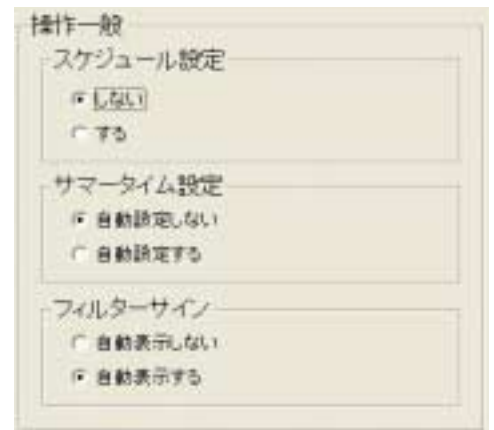 操作一般
スケジュール設定
しない
する
サマータイム設定
自動設定しない
自動設定する
フィルターサイン
自動表示しない
自動表示する